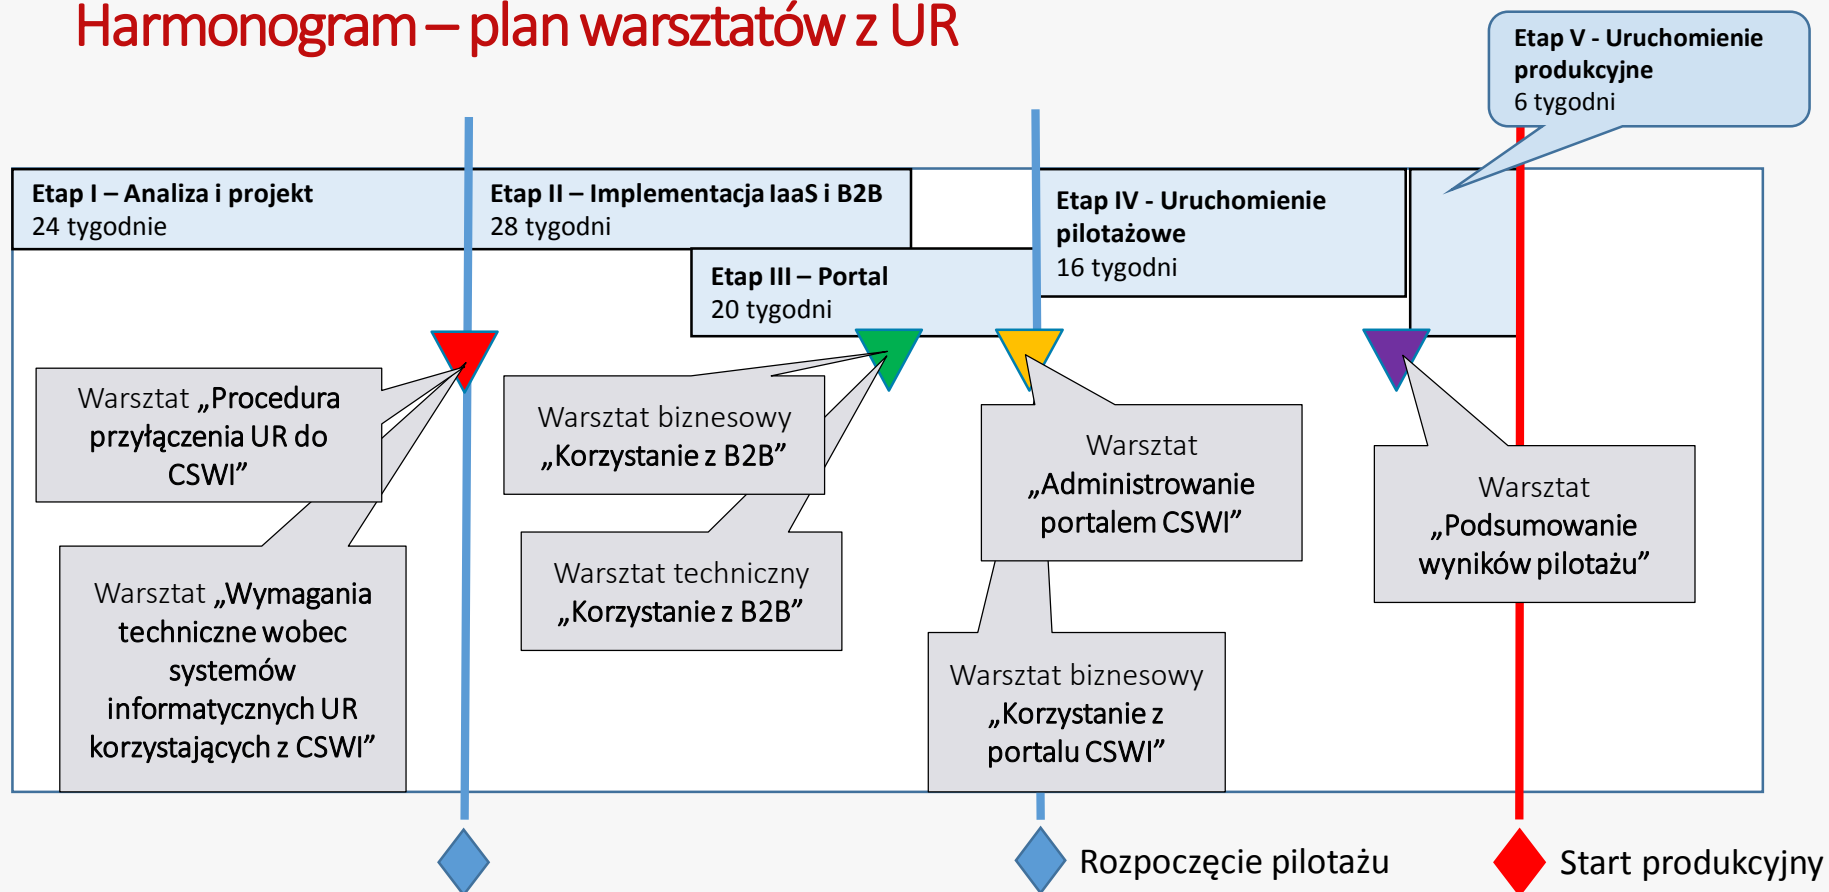 Harmonogram – plan warsztatów z UR
Etap V - Uruchomienie
produkcyjne
6 tygodni
Etap I – Analiza i projekt
24 tygodnie
Etap II – Implementacja IaaS i B2B
28 tygodni
Etap III – Portal
20 tygodni
Etap IV - Uruchomienie
pilotażowe
16 tygodni
Warsztat „Procedura
przyłączenia UR do
CSWI”
Warsztat „Wymagania
techniczne wobec
systemów
informatycznych UR
korzystających z CSWI”
Warsztat biznesowy
„Korzystanie z B2B”
Warsztat techniczny
„Korzystanie z B2B”
Warsztat
„Administrowanie
portalem CSWI”
Warsztat biznesowy
„Korzystanie z
portalu CSWI”
Warsztat
„Podsumowanie
wyników pilotażu”
Rozpoczęcie pilotażu
Start produkcyjny